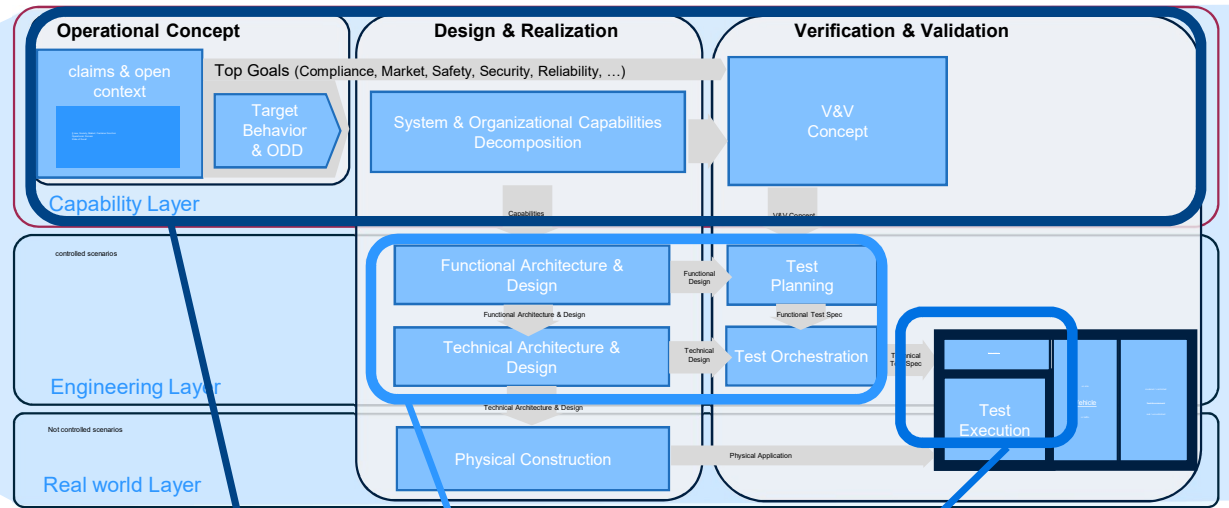 Operational Concept
Design & Realization
Verification & Validation
claims & open
context
Top Goals (Compliance, Market, Safety, Security, Reliability, …)
Target
Behavior
& ODD
System & Organizational Capabilities
Decomposition
V&V
Concept
Capability Layer
Capabilities
V&V Concept
controlled scenarios
Functional Architecture &
Design
Functional
Design
Test
Planning
Functional Architecture & Design
Functional Test Spec
Technical Architecture &
Design
Technical
Design
Test Orchestration
Technical
Test Spec
Engineering Layer
Technical Architecture & Design
Test
Execution
Vehicle
Not controlled scenarios
Physical Construction
Physical Application
Real world Layer